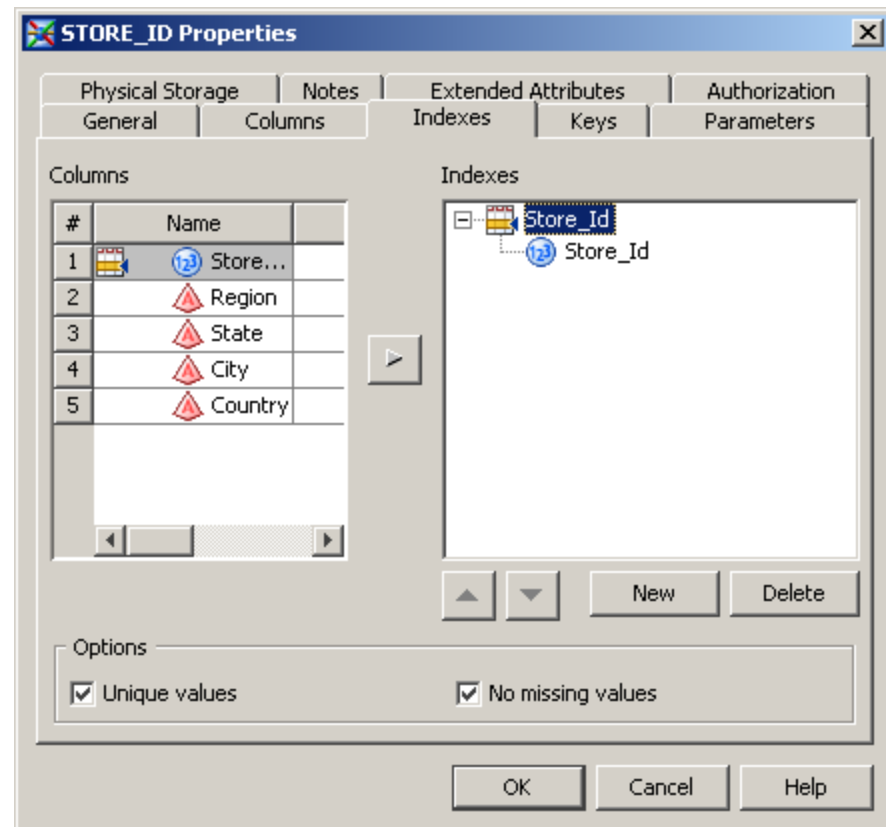 STORE_ID Properties
Physical Storage Notes Extended Attributes Authorization
General Columns Indexes Keys Parameters
Columns
# Name
1 123 Store...
2 A Region
3 A State
4 A City
5 A Country
Indexes
Store_Id
123 Store_Id
New Delete
Options
Unique values No missing values
OK Cancel Help